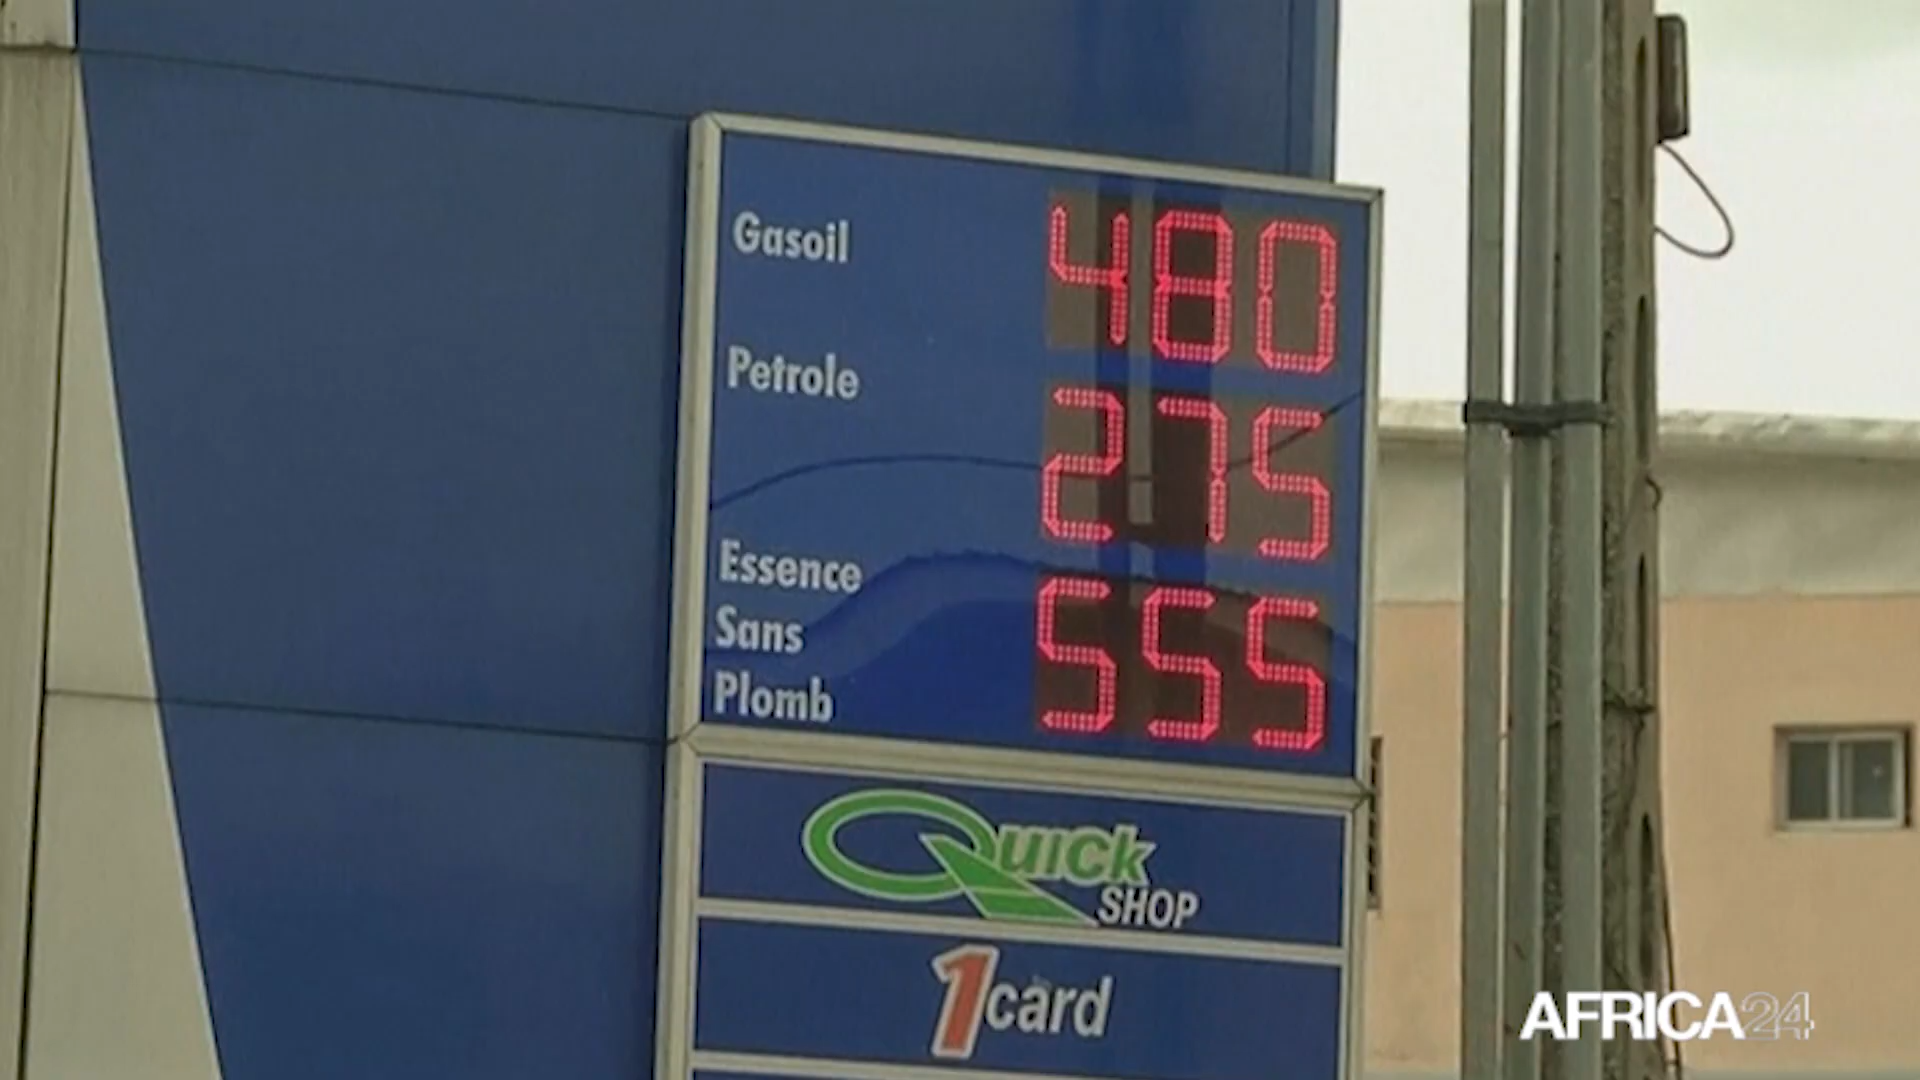 Gasoil 480
Petrole 275
Essence
Sans 555
Plomb
Quick
SHOP
1card
AFRICA24